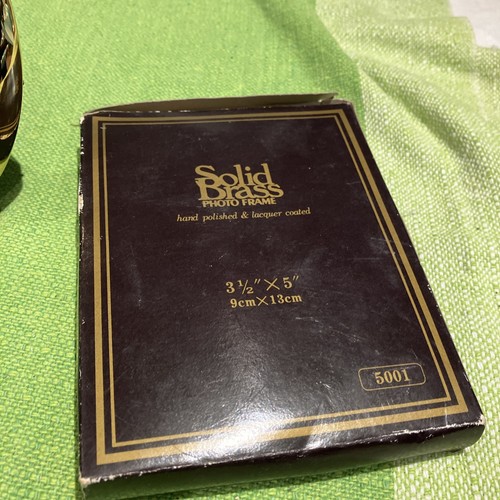 Solid
Brass
PHOTO FRAME
hand polished & lacquer coated
3 1/2" × 5"
9cm×13cm
5001